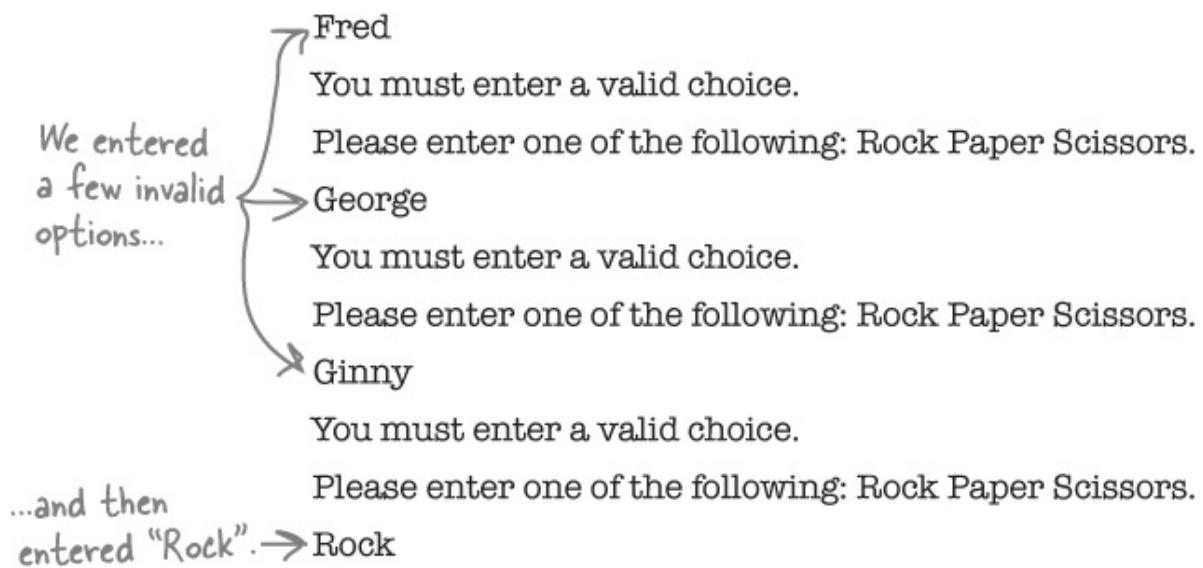 Fred
You must enter a valid choice.
We entered
a few invalid
options...
Please enter one of the following: Rock Paper Scissors.
George
You must enter a valid choice.
Please enter one of the following: Rock Paper Scissors.
Ginny
You must enter a valid choice.
Please enter one of the following: Rock Paper Scissors.
...and then
entered “Rock”.
Rock